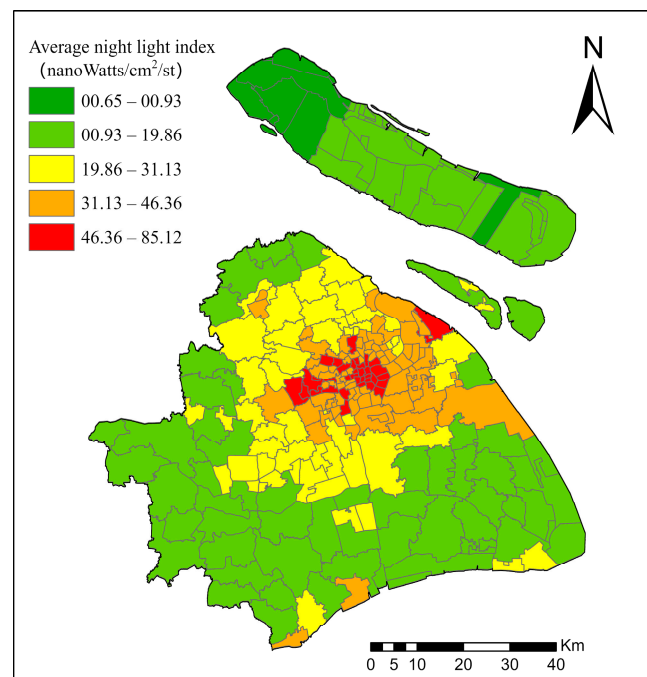 Average night light index
(nanoWatts/cm²/st)
00.65 – 00.93
00.93 – 19.86
19.86 – 31.13
31.13 – 46.36
46.36 – 85.12
N
Km
0 5 10 20 30 40